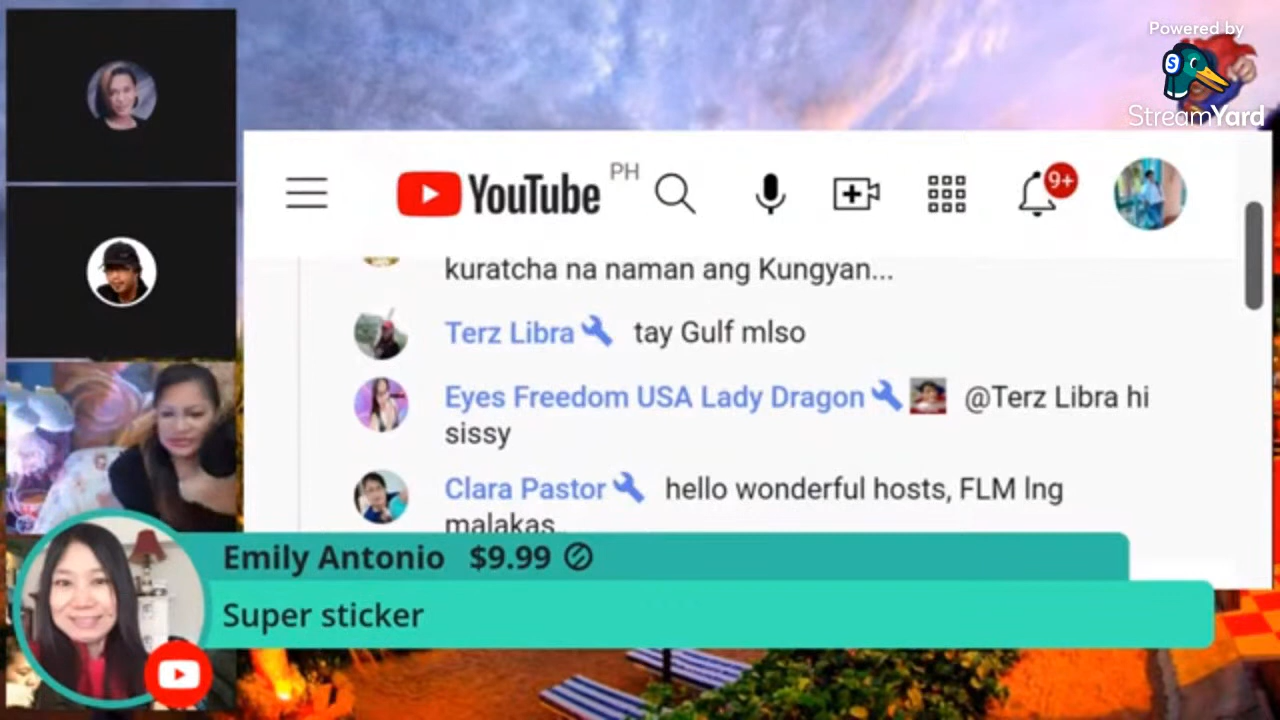 Powered by
StreamYard
YouTube PH
9+
kuratcha na naman ang Kungyan...
Terz Libra tay Gulf mlso
Eyes Freedom USA Lady Dragon @Terz Libra hi
sissy
Clara Pastor hello wonderful hosts, FLM lng
malakas..
Emily Antonio $9.99
Super sticker